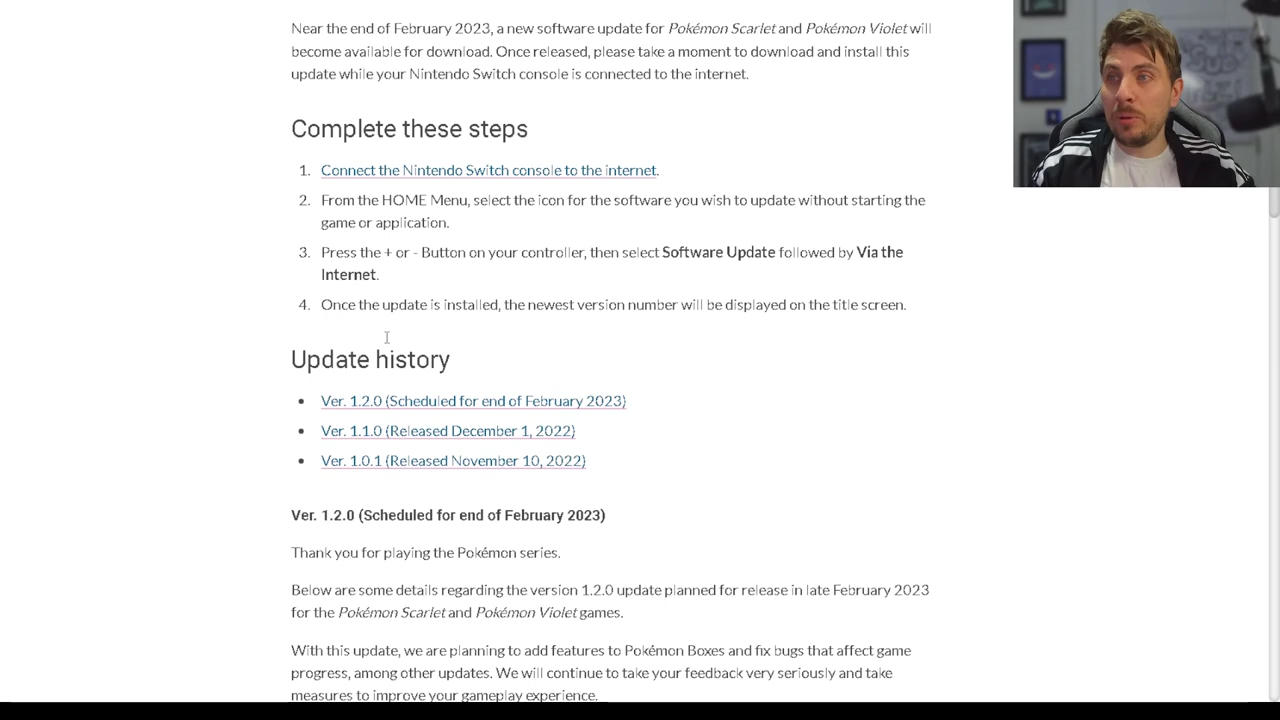 Near the end of February 2023, a new software update for Pokémon Scarlet and Pokémon Violet will
become available for download. Once released, please take a moment to download and install this
update while your Nintendo Switch console is connected to the internet.
Complete these steps
1. Connect the Nintendo Switch console to the internet.
2. From the HOME Menu, select the icon for the software you wish to update without starting the
game or application.
3. Press the + or - Button on your controller, then select Software Update followed by Via the
Internet.
4. Once the update is installed, the newest version number will be displayed on the title screen.
Update history
• Ver. 1.2.0 (Scheduled for end of February 2023)
• Ver. 1.1.0 (Released December 1, 2022)
• Ver. 1.0.1 (Released November 10, 2022)
Ver. 1.2.0 (Scheduled for end of February 2023)
Thank you for playing the Pokémon series.
Below are some details regarding the version 1.2.0 update planned for release in late February 2023
for the Pokémon Scarlet and Pokémon Violet games.
With this update, we are planning to add features to Pokémon Boxes and fix bugs that affect game
progress, among other updates. We will continue to take your feedback very seriously and take
measures to improve your gameplay experience.